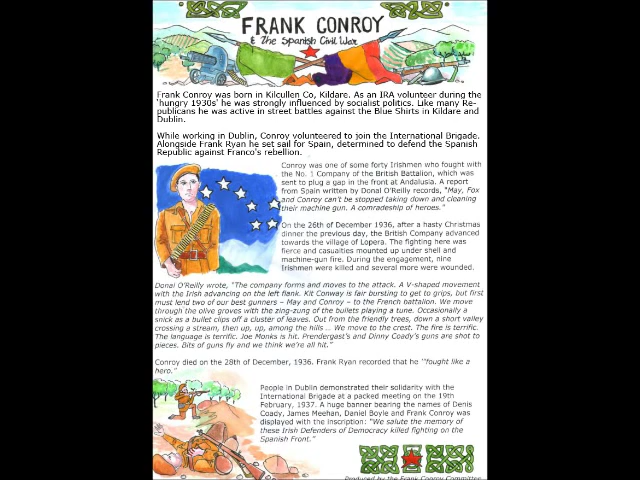 FRANK CONROY
& The Spanish Civil War
Frank Conroy was born in Kilcullen Co, Kildare. As an IRA volunteer during the
'hungry 1930s' he was strongly influenced by socialist politics. Like many Re-
publicans he was active in street battles against the Blue Shirts in Kildare and
Dublin.
While working in Dublin, Conroy volunteered to join the International Brigade.
Alongside Frank Ryan he set sail for Spain, determined to defend the Spanish
Republic against Franco's rebellion.
Conroy was one of some forty Irishmen who fought with
the No. 1 Company of the British Battalion, which was
sent to plug a gap in the front at Andalusia. A report
from Spain written by Donal O'Reilly records, "May, Fox
and Conroy can't be stopped taking down and cleaning
their machine gun. A comradeship of heroes."
On the 26th of December 1936, after a hasty Christmas
dinner the previous day, the British Company advanced
towards the village of Lopera. The fighting here was
fierce and casualties mounted up under shell and
machine-gun fire. During the engagement, nine
Irishmen were killed and several more were wounded.
Donal O'Reilly wrote, "The company forms and moves to the attack. A V-shaped movement
with the Irish advancing on the left flank. Kit Conway is fair bursting to get to grips, but first
must lend two of our best gunners – May and Conroy – to the French battalion. We move
through the olive groves with the zing-zung of the bullets playing a tune. Occasionally a
snick as a bullet clips off a cluster of leaves. Out from the friendly trees, down a short valley
crossing a stream, then up, up, among the hills .. We move to the crest. The fire is terrific.
The language is terrific. Joe Monks is hit. Prendergast's and Dinny Coady's guns are shot to
pieces. Bits of guns fly and we think we're all hit."
Conroy died on the 28th of December, 1936. Frank Ryan recorded that he "fought like a
hero."
People in Dublin demonstrated their solidarity with the
International Brigade at a packed meeting on the 19th
February, 1937. A huge banner bearing the names of Denis
Coady, James Meehan, Daniel Boyle and Frank Conroy was
displayed with the inscription: "We salute the memory of
these Irish Defenders of Democracy killed fighting on the
Spanish Front."
Produced by the Frank Conroy Committee